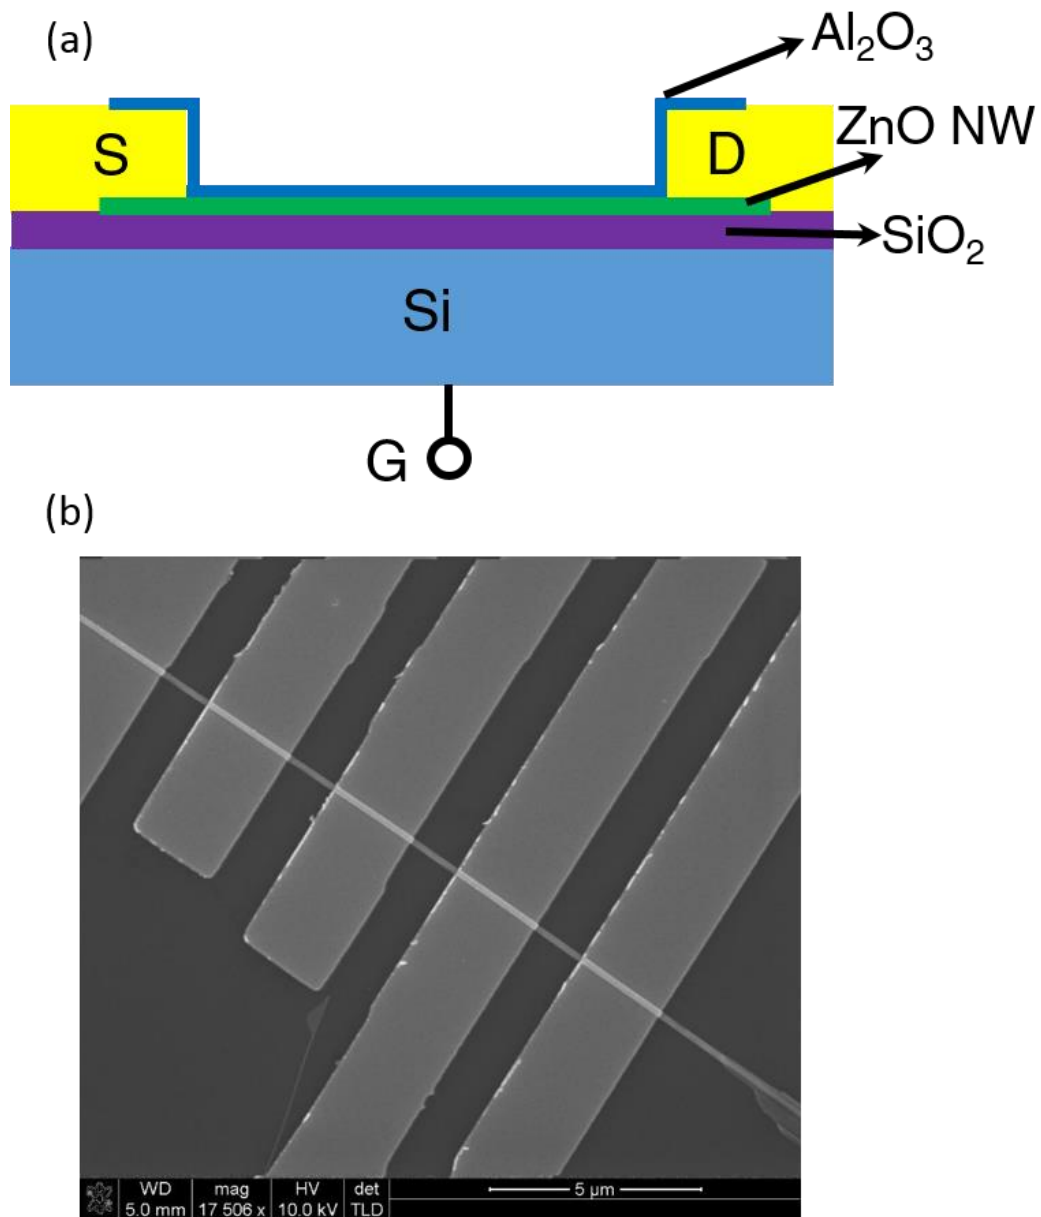 (a)
Al₂O₃
ZnO NW
S
D
SiO₂
Si
G
(b)
WD mag HV det 5 µm
5.0 mm 17 506 x 10.0 kV TLD